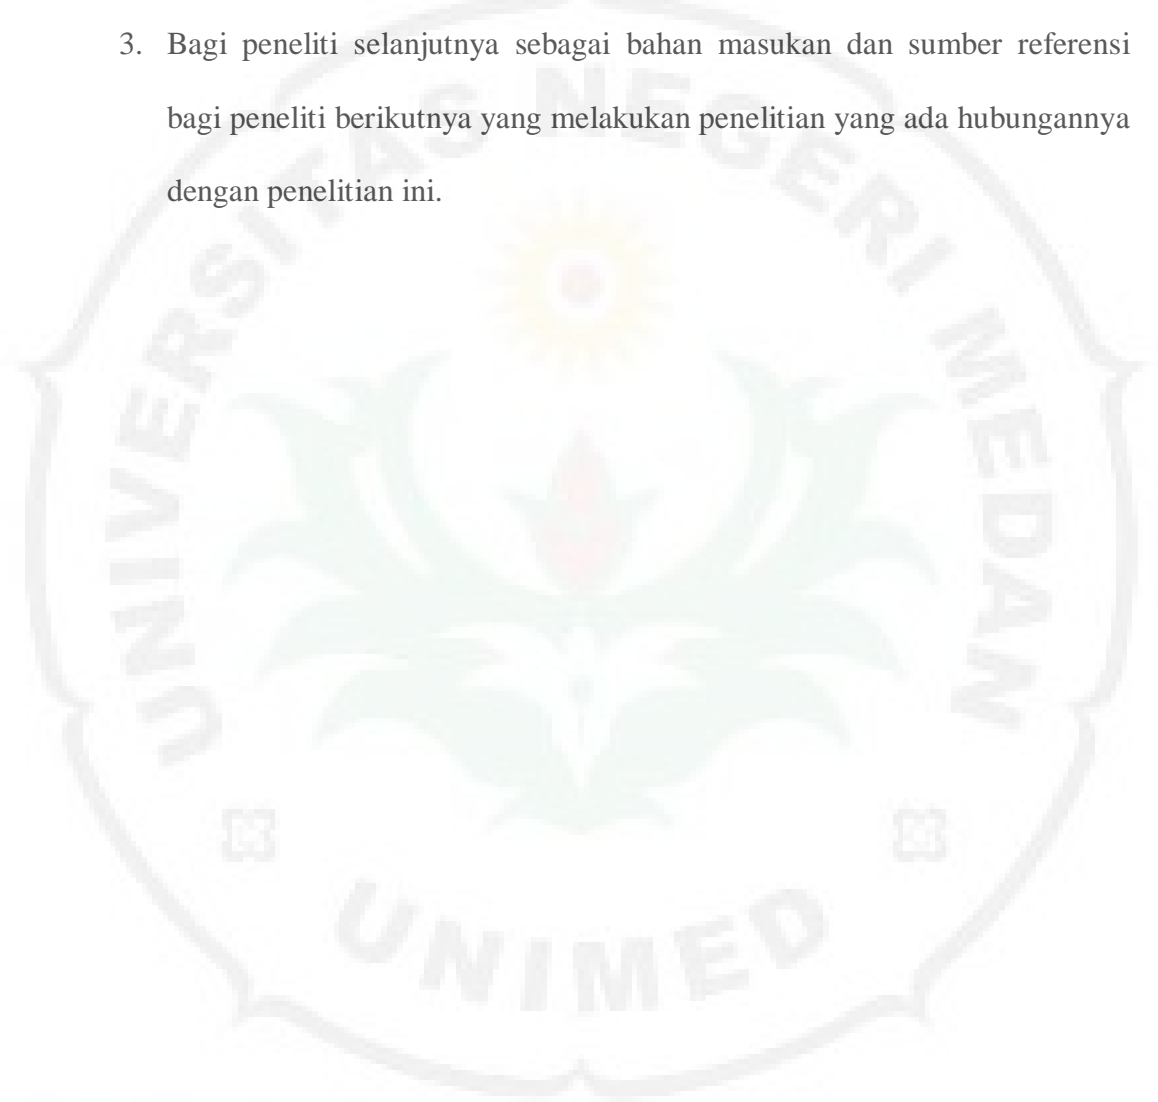 3. Bagi peneliti selanjutnya sebagai bahan masukan dan sumber referensi
bagi peneliti berikutnya yang melakukan penelitian yang ada hubungannya
dengan penelitian ini.
UNIVERSITAS NEGERI MEDAN
UNIMED